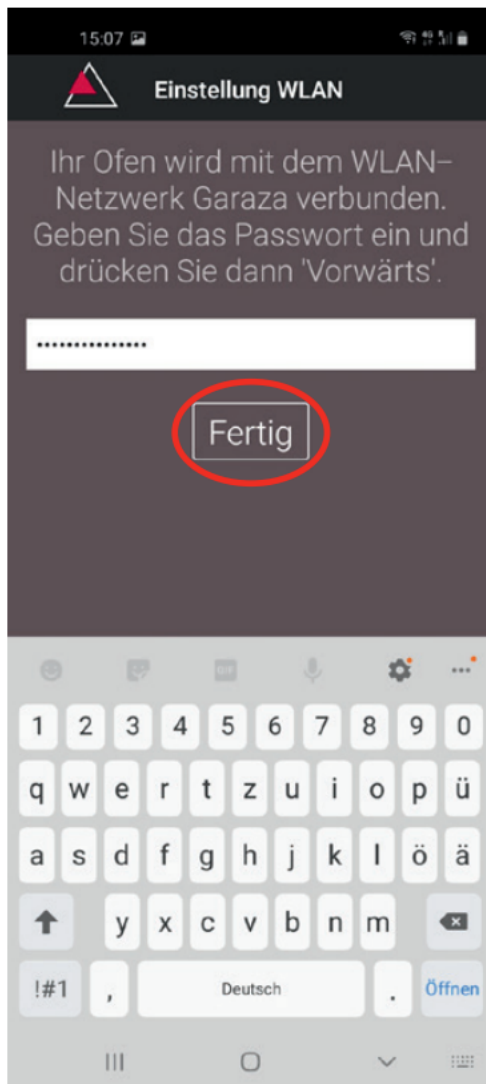 15:07
Einstellung WLAN
Ihr Ofen wird mit dem WLAN–
Netzwerk Garaza verbunden.
Geben Sie das Passwort ein und
drücken Sie dann 'Vorwärts'.
•••••••••••••••
Fertig
GIF
1 2 3 4 5 6 7 8 9 0
q w e r t z u i o p ü
a s d f g h j k l ö ä
y x c v b n m
!#1 , Deutsch . Öffnen